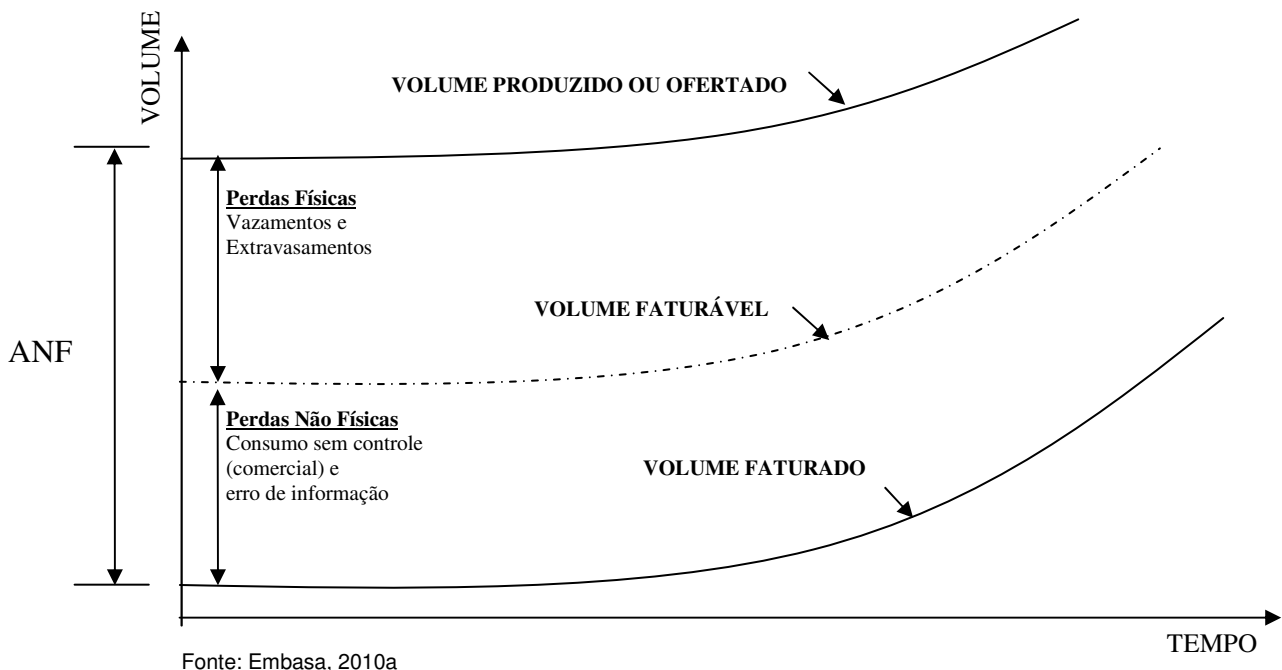 VOLUME
VOLUME PRODUZIDO OU OFERTADO
Perdas Físicas
Vazamentos e
Extravasamentos
VOLUME FATURÁVEL
ANF
Perdas Não Físicas
Consumo sem controle
(comercial) e
erro de informação
VOLUME FATURADO
TEMPO
Fonte: Embasa, 2010a